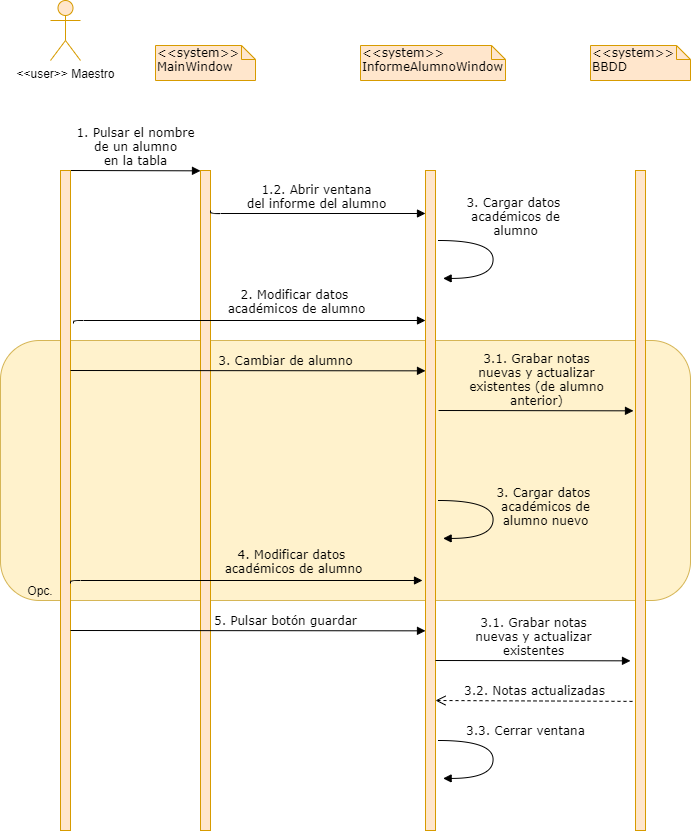 <<user>> Maestro
<<system>>
MainWindow
<<system>>
InformeAlumnoWindow
<<system>>
BBDD
1. Pulsar el nombre
de un alumno
en la tabla
1.2. Abrir ventana
del informe del alumno
3. Cargar datos
académicos de
alumno
2. Modificar datos
académicos de alumno
3. Cambiar de alumno
3.1. Grabar notas
nuevas y actualizar
existentes (de alumno
anterior)
3. Cargar datos
académicos de
alumno nuevo
4. Modificar datos
académicos de alumno
Opc.
5. Pulsar botón guardar
3.1. Grabar notas
nuevas y actualizar
existentes
3.2. Notas actualizadas
3.3. Cerrar ventana